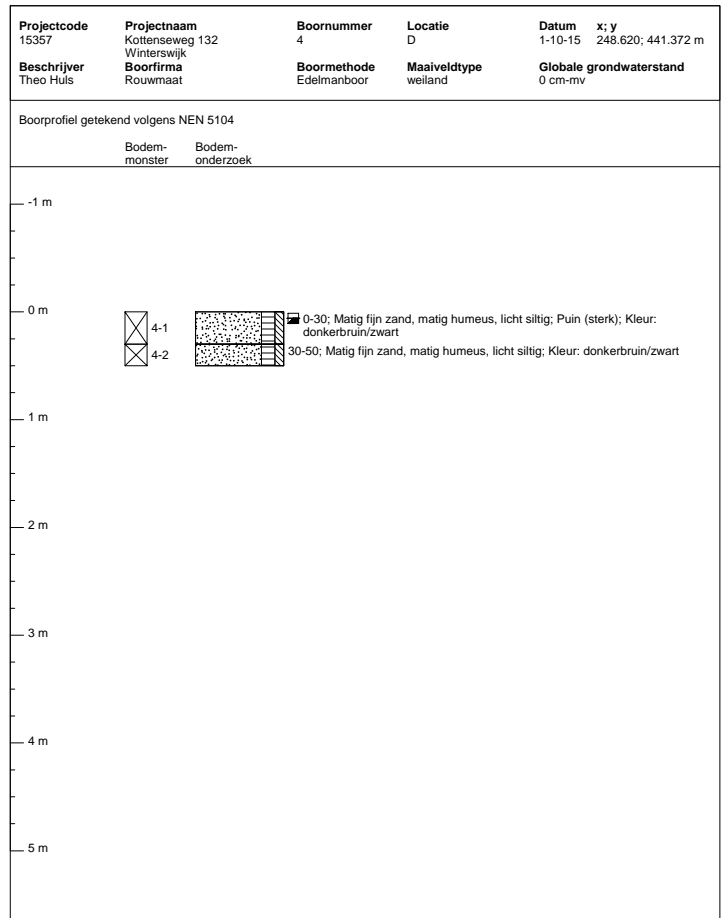 Projectcode Projectnaam Boornummer Locatie Datum x; y
15357 Kottenseweg 132 4 D 1-10-15 248.620; 441.372 m
Winterswijk
Beschrijver Boorfirma Boormethode Maaiveldtype Globale grondwaterstand
Theo Huls Rouwmaat Edelmanboor weiland 0 cm-mv
Boorprofiel getekend volgens NEN 5104
Bodem- Bodem-
monster onderzoek
-1 m
0 m
4-1 0-30; Matig fijn zand, matig humeus, licht siltig; Puin (sterk); Kleur:
donkerbruin/zwart
4-2 30-50; Matig fijn zand, matig humeus, licht siltig; Kleur: donkerbruin/zwart
1 m
2 m
3 m
4 m
5 m